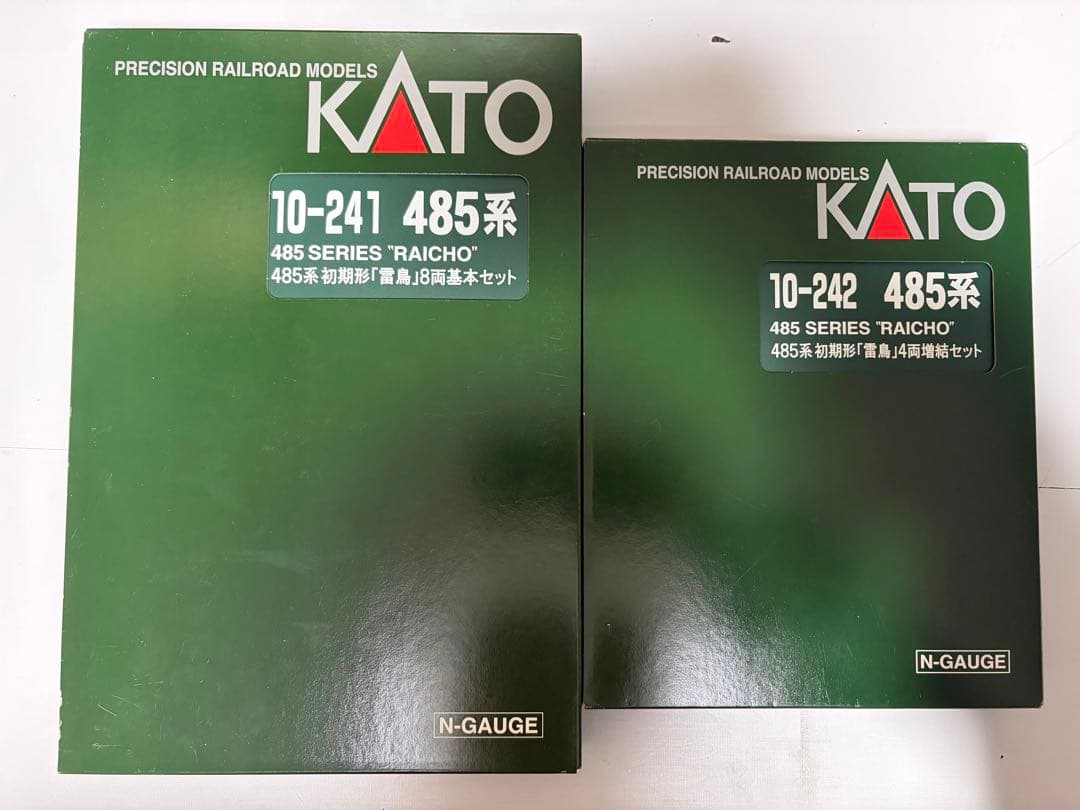 PRECISION RAILROAD MODELS
KATO
10-241 485系
485 SERIES "RAICHO"
485系 初期形「雷鳥」8両基本セット
N-GAUGE
PRECISION RAILROAD MODELS
KATO
10-242 485系
485 SERIES "RAICHO"
485系 初期形「雷鳥」4両増結セット
N-GAUGE